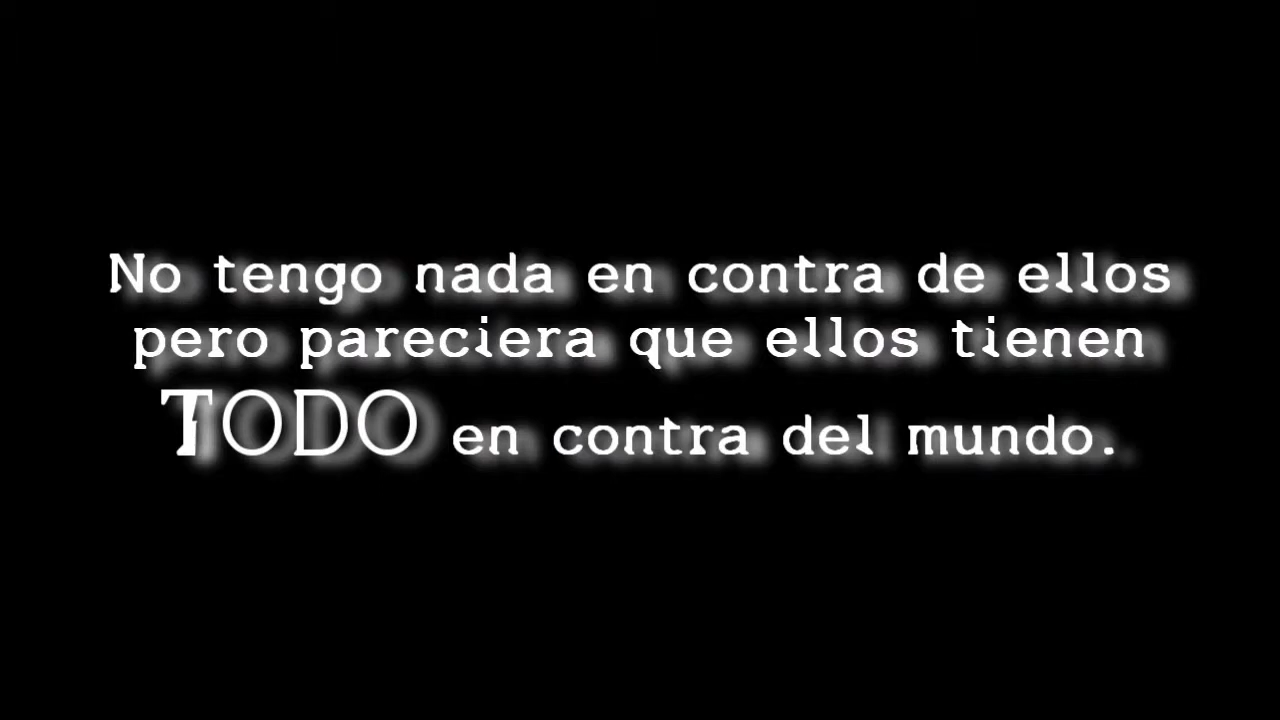 No tengo nada en contra de ellos
pero pareciera que ellos tienen
TODO en contra del mundo.